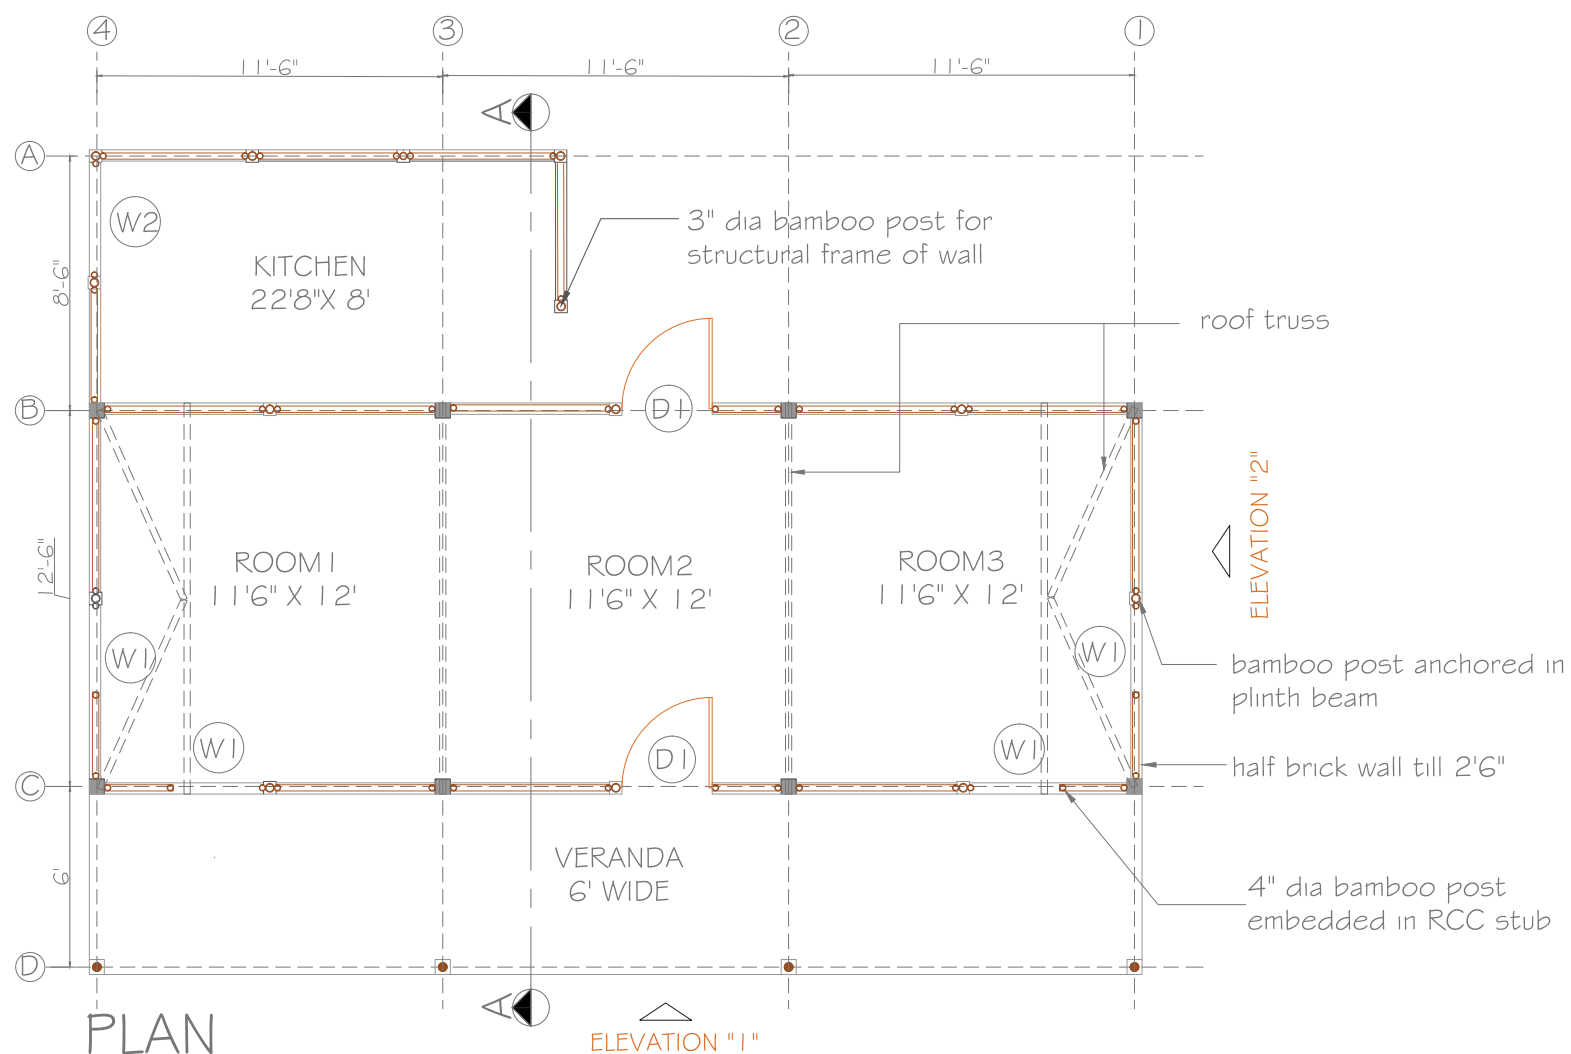 4 3 2 1
11'-6" 11'-6" 11'-6"
A
A
W2
3" dia bamboo post for
structural frame of wall
KITCHEN
22'8"X 8'
8'-6"
roof truss
B
D1
ELEVATION "2"
12'-6"
ROOM1
11'6" X 12'
ROOM2
11'6" X 12'
ROOM3
11'6" X 12'
W1
W1
bamboo post anchored in
plinth beam
W1
D1
W1
half brick wall till 2'6"
C
VERANDA
6' WIDE
6'
4" dia bamboo post
embedded in RCC stub
D
A
PLAN
ELEVATION "1"